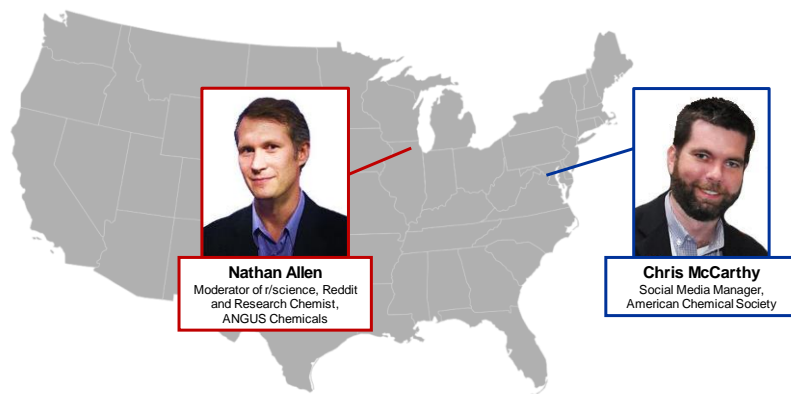 Nathan Allen
Moderator of r/science, Reddit
and Research Chemist,
ANGUS Chemicals
Chris McCarthy
Social Media Manager,
American Chemical Society